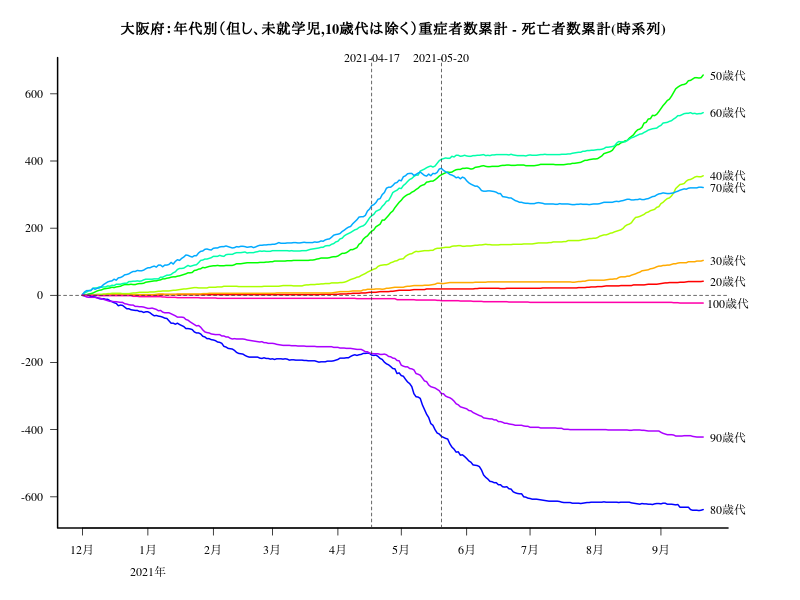 大阪府：年代別（但し、未就学児,10歳代は除く）重症者数累計 - 死亡者数累計(時系列)
2021-04-17 2021-05-20
50歳代
600
60歳代
400
40歳代
70歳代
200
30歳代
20歳代
0
100歳代
-200
-400
90歳代
-600
80歳代
12月 1月 2月 3月 4月 5月 6月 7月 8月 9月
2021年